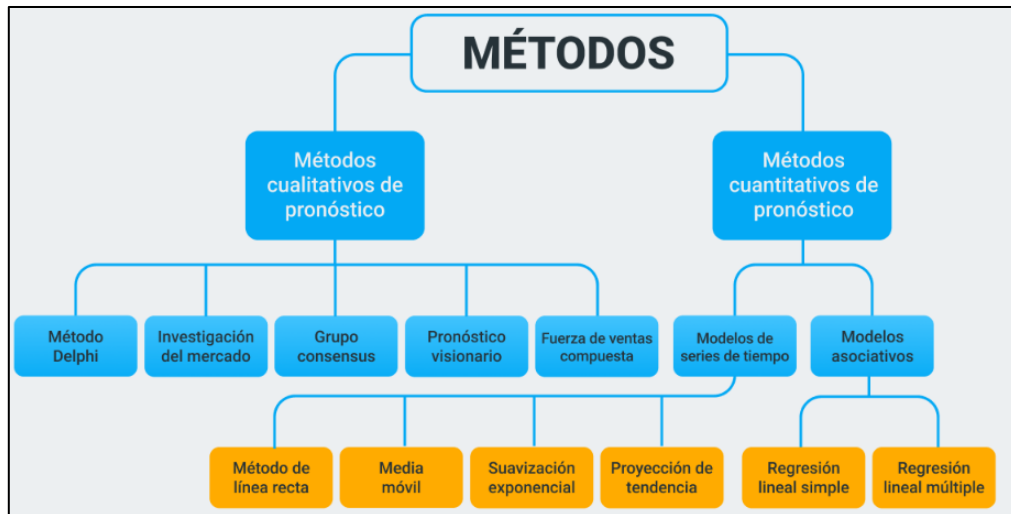 MÉTODOS
Métodos
cualitativos de
pronóstico
Métodos
cuantitativos de
pronóstico
Método
Delphi
Investigación
del mercado
Grupo
consensus
Pronóstico
visionario
Fuerza de ventas
compuesta
Modelos de
series de tiempo
Modelos
asociativos
Método de
línea recta
Media
móvil
Suavización
exponencial
Proyección de
tendencia
Regresión
lineal simple
Regresión
lineal múltiple